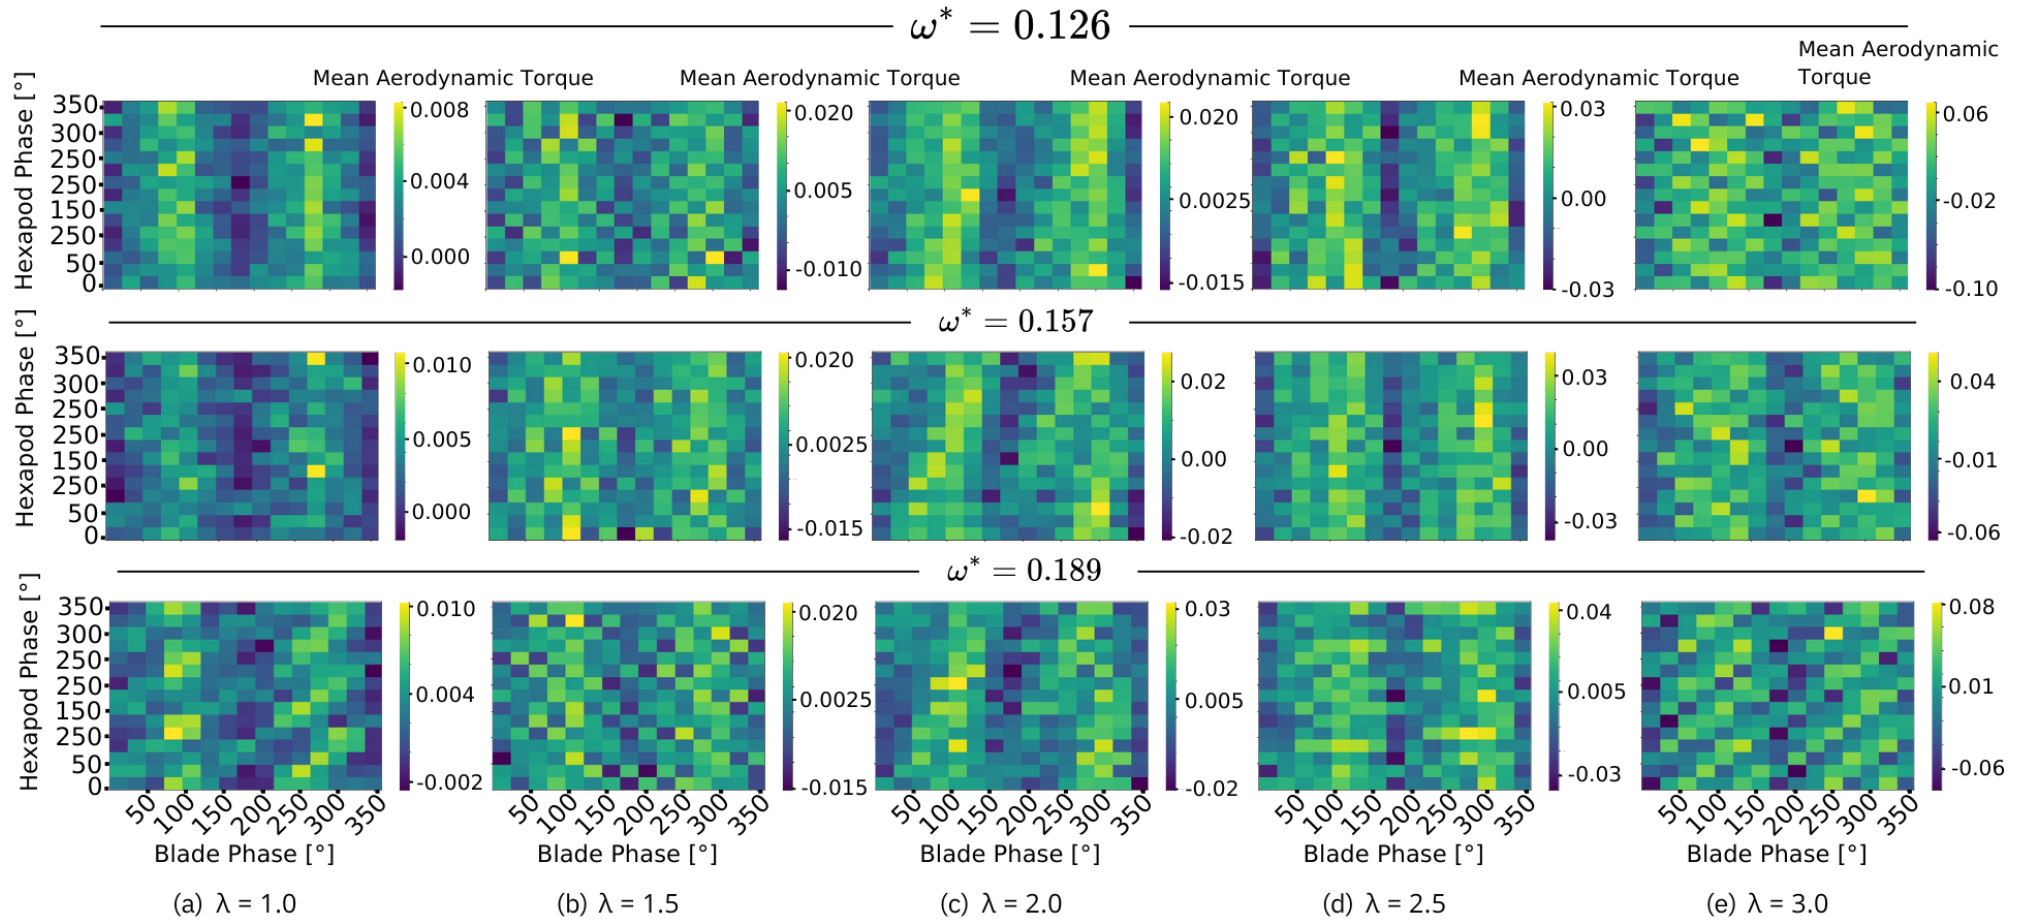 ω* = 0.126
Mean Aerodynamic Torque
Mean Aerodynamic Torque
Mean Aerodynamic Torque
Mean Aerodynamic Torque
Mean Aerodynamic
Torque
Hexapod Phase [°]
350
300
250
250
150
250
50
0
0.008
0.004
0.000
0.020
0.005
-0.010
0.020
0.0025
-0.015
0.03
0.00
-0.03
0.06
-0.02
-0.10
ω* = 0.157
Hexapod Phase [°]
350
300
250
250
150
250
50
0
0.010
0.005
0.000
0.020
0.0025
-0.015
0.02
0.00
-0.02
0.03
0.00
-0.03
0.04
-0.01
-0.06
ω* = 0.189
Hexapod Phase [°]
350
300
250
250
150
250
50
0
0.010
0.004
-0.002
0.020
0.0025
-0.015
0.03
0.005
-0.02
0.04
0.005
-0.03
0.08
0.01
-0.06
50 100 150 200 250 300 350
50 100 150 200 250 300 350
50 100 150 200 250 300 350
50 100 150 200 250 300 350
50 100 150 200 250 300 350
Blade Phase [°]
Blade Phase [°]
Blade Phase [°]
Blade Phase [°]
Blade Phase [°]
(a) λ = 1.0
(b) λ = 1.5
(c) λ = 2.0
(d) λ = 2.5
(e) λ = 3.0